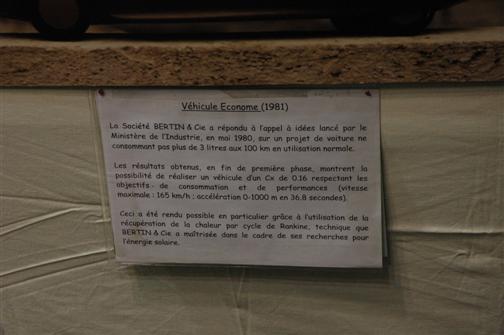 Véhicule Econome (1981)
La Société BERTIN & Cie a répondu à l'appel à idées lancé par le
Ministère de l'Industrie, en mai 1980, sur un projet de voiture ne
consommant pas plus de 3 litres aux 100 km en utilisation normale.
Les résultats obtenus, en fin de première phase, montrent la
possibilité de réaliser un véhicule d'un Cx de 0.16 respectant les
objectifs de consommation et de performances (vitesse
maximale : 165 km/h ; accélération 0-1000 m en 36.8 secondes).
Ceci a été rendu possible en particulier grâce à l'utilisation de la
récupération de la chaleur par cycle de Rankine, technique que
BERTIN & Cie a maîtrisée dans le cadre de ses recherches pour
l'énergie solaire.